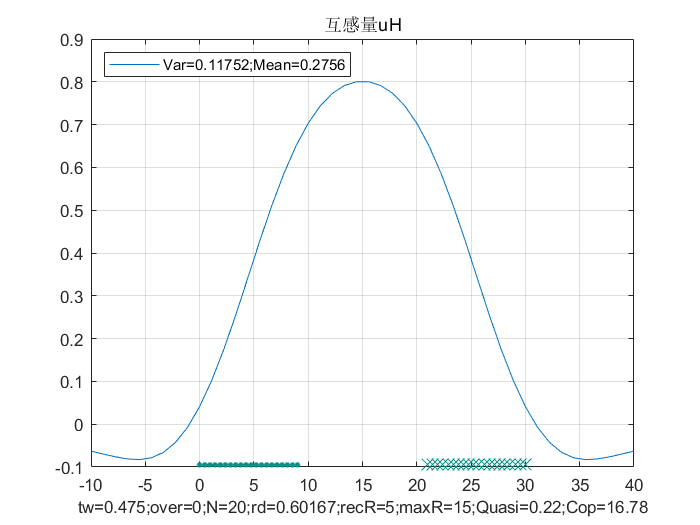 互感量uH
0.9
Var=0.11752;Mean=0.2756
0.8
0.7
0.6
0.5
0.4
0.3
0.2
0.1
0
-0.1
-10 -5 0 5 10 15 20 25 30 35 40
tw=0.475;over=0;N=20;rd=0.60167;recR=5;maxR=15;Quasi=0.22;Cop=16.78